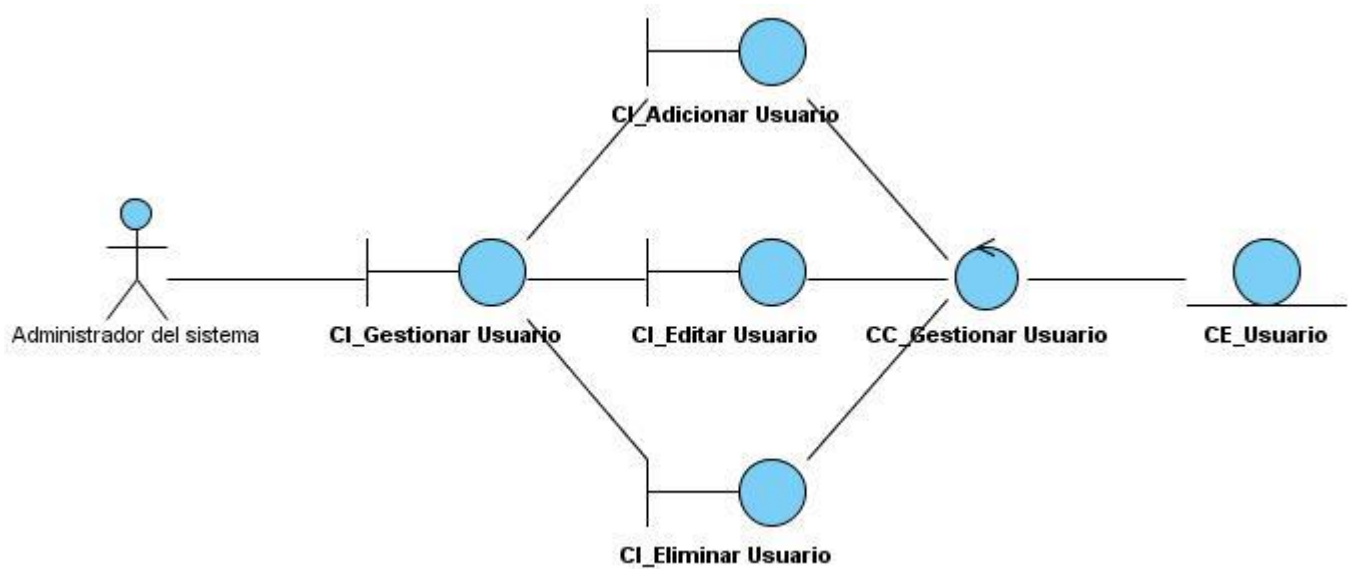 CI_Adicionar Usuario
Administrador del sistema
CI_Gestionar Usuario
CI_Editar Usuario
CC_Gestionar Usuario
CE_Usuario
CI_Eliminar Usuario